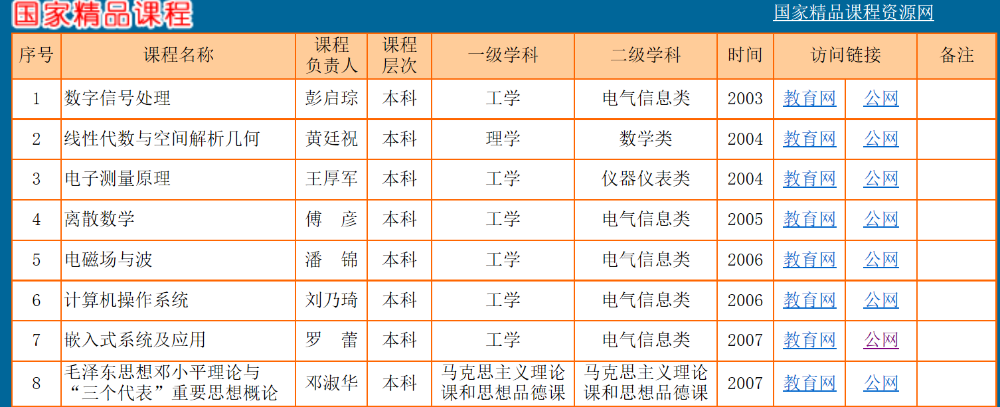 国家精品课程
国家精品课程资源网
序号 课程名称 课程负责人 课程层次 一级学科 二级学科 时间 访问链接 备注
1 数字信号处理 彭启琮 本科 工学 电气信息类 2003 教育网 公网
2 线性代数与空间解析几何 黄廷祝 本科 理学 数学类 2004 教育网 公网
3 电子测量原理 王厚军 本科 工学 仪器仪表类 2004 教育网 公网
4 离散数学 傅 彦 本科 工学 电气信息类 2005 教育网 公网
5 电磁场与波 潘 锦 本科 工学 电气信息类 2006 教育网 公网
6 计算机操作系统 刘乃琦 本科 工学 电气信息类 2006 教育网 公网
7 嵌入式系统及应用 罗 蕾 本科 工学 电气信息类 2007 教育网 公网
8 毛泽东思想邓小平理论与“三个代表”重要思想概论 邓淑华 本科 马克思主义理论课和思想品德课 马克思主义理论课和思想品德课 2007 教育网 公网